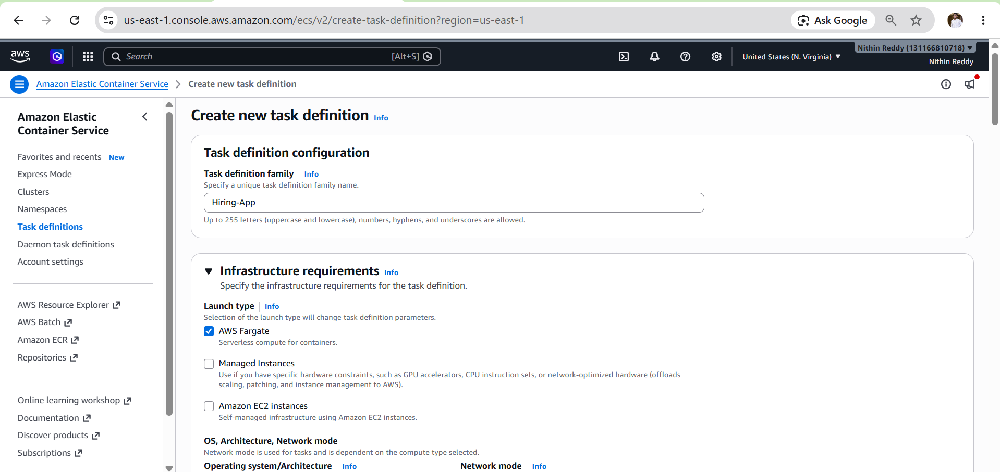 us-east-1.console.aws.amazon.com/ecs/v2/create-task-definition?region=us-east-1
Ask Google
aws
Search
[Alt+S]
United States (N. Virginia)
Nithin Reddy (131166810718)
Nithin Reddy
Amazon Elastic Container Service
Create new task definition
Amazon Elastic
Container Service
Favorites and recents New
Express Mode
Clusters
Namespaces
Task definitions
Daemon task definitions
Account settings
AWS Resource Explorer
AWS Batch
Amazon ECR
Repositories
Online learning workshop
Documentation
Discover products
Subscriptions
Create new task definition Info
Task definition configuration
Task definition family Info
Specify a unique task definition family name.
Hiring-App
Up to 255 letters (uppercase and lowercase), numbers, hyphens, and underscores are allowed.
Infrastructure requirements Info
Specify the infrastructure requirements for the task definition.
Launch type Info
Selection of the launch type will change task definition parameters.
AWS Fargate
Serverless compute for containers.
Managed Instances
Use if you have specific hardware constraints, such as GPU accelerators, CPU instruction sets, or network-optimized hardware (offloads
scaling, patching, and instance management to AWS).
Amazon EC2 instances
Self-managed infrastructure using Amazon EC2 instances.
OS, Architecture, Network mode
Network mode is used for tasks and is dependent on the compute type selected.
Operating system/Architecture Info
Network mode Info